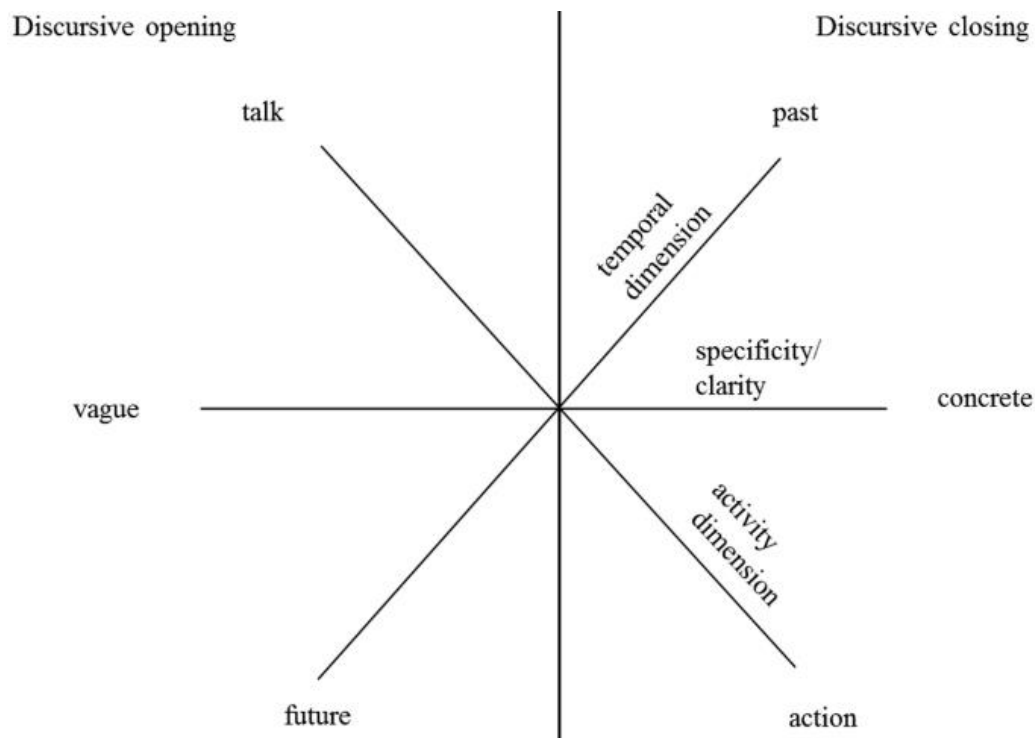 Discursive opening
Discursive closing
talk
past
temporal
dimension
specificity/
clarity
vague
concrete
activity
dimension
future
action